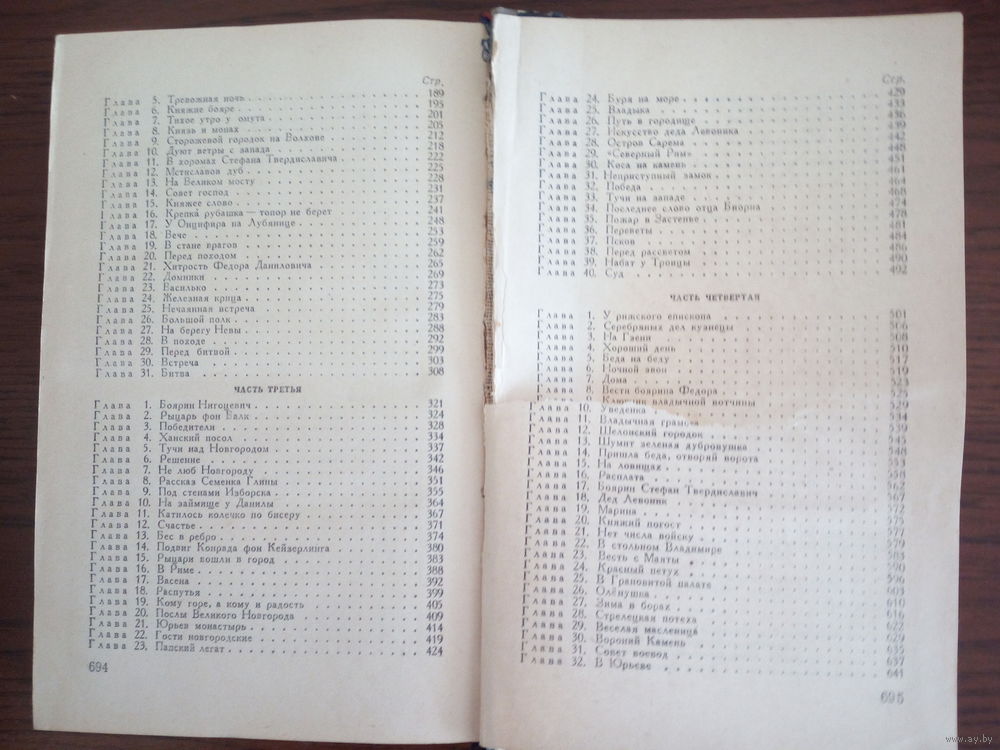 Стр.
Глава 5. Тревожная ночь 189
Глава 6. Княжие бояре 195
Глава 7. Тихое утро у омута 201
Глава 8. Князь и монах 205
Глава 9. Сторожевой городок на Волхове 212
Глава 10. Дуют ветры с запада 218
Глава 11. В хоромах Стефана Твердиславича 222
Глава 12. Мстиславов дуб 225
Глава 13. На Великом мосту 228
Глава 14. Совет господ 231
Глава 15. Княжее слово 237
Глава 16. Крепка рубашка — топор не берет 241
Глава 17. У Онцифира на Лубянице 248
Глава 18. Вече 253
Глава 19. В стане врагов 259
Глава 20. Перед походом 262
Глава 21. Хитрость Федора Даниловича 265
Глава 22. Домники 269
Глава 23. Василько 273
Глава 24. Железная крица 275
Глава 25. Нечаянная встреча 279
Глава 26. Большой полк 283
Глава 27. На берегу Невы 288
Глава 28. В походе 292
Глава 29. Перед битвой 299
Глава 30. Встреча 303
Глава 31. Битва 308
ЧАСТЬ ТРЕТЬЯ
Глава 1. Боярин Нигоцевич 321
Глава 2. Рыцарь фон Балк 324
Глава 3. Победители 328
Глава 4. Ханский посол 334
Глава 5. Тучи над Новгородом 337
Глава 6. Решение 342
Глава 7. Не люб Новгороду 346
Глава 8. Рассказ Семенка Глины 351
Глава 9. Под стенами Изборска 355
Глава 10. На займище у Данилы 364
Глава 11. Катилось колечко по бисеру 367
Глава 12. Счастье 371
Глава 13. Бес в ребро 374
Глава 14. Подвиг Конрада фон Кейзерлинга 380
Глава 15. Рыцари вошли в город 383
Глава 16. В Риме 388
Глава 17. Васена 392
Глава 18. Распутья 399
Глава 19. Кому горе, а кому и радость 405
Глава 20. Послы Великого Новгорода 409
Глава 21. Юрьев монастырь 414
Глава 22. Гости новгородские 419
Глава 23. Папский легат 424
694
Стр.
Глава 24. Буря на море 429
Глава 25. Владыка 433
Глава 26. Путь в городище 436
Глава 27. Искусство деда Левоника 439
Глава 28. Остров Сарема 442
Глава 29. «Северный Рим» 448
Глава 30. Коса на камень 451
Глава 31. Неприступный замок 461
Глава 32. Победа 464
Глава 33. Тучи на западе 468
Глава 34. Последнее слово отца Биорна 474
Глава 35. Пожар в Застенье 478
Глава 36. Переветы 481
Глава 37. Псков 484
Глава 38. Перед рассветом 486
Глава 39. Набат у Троицы 490
Глава 40. Суд 492
ЧАСТЬ ЧЕТВЕРТАЯ
Глава 1. У рижского епископа 501
Глава 2. Серебряных дел кузнецы 506
Глава 3. На Гзени 508
Глава 4. Хороший день 510
Глава 5. Беда на беду 517
Глава 6. Ночной звон 519
Глава 7. Дома 523
Глава 8. Вести боярина Федора 525
Ключник владычной вотчины 529
Глава 10. Уведенка
Глава 11. Владычная грамота 539
Глава 12. Шелонский городок 545
Глава 13. Шумит зеленая дубровушка 548
Глава 14. Пришла беда, отворяй ворота 553
Глава 15. На ловищах 558
Глава 16. Расплата 562
Глава 17. Боярин Стефан Твердиславич 567
Глава 18. Дед Левоник 572
Глава 19. Марина 575
Глава 20. Княжий погост 577
Глава 21. Нет числа войску 579
Глава 22. В стольном Владимире 583
Глава 23. Весть с Маяты 590
Глава 24. Красный петух 596
Глава 25. В Грановитой палате 603
Глава 26. Олёнушка 610
Глава 27. Зима в борах 616
Глава 28. Стрелецкая потеха 622
Глава 29. Веселая масленица 629
Глава 30. Вороний Камень 635
Глава 31. Совет воевод 637
Глава 32. В Юрьеве 641
695
www.ay.by